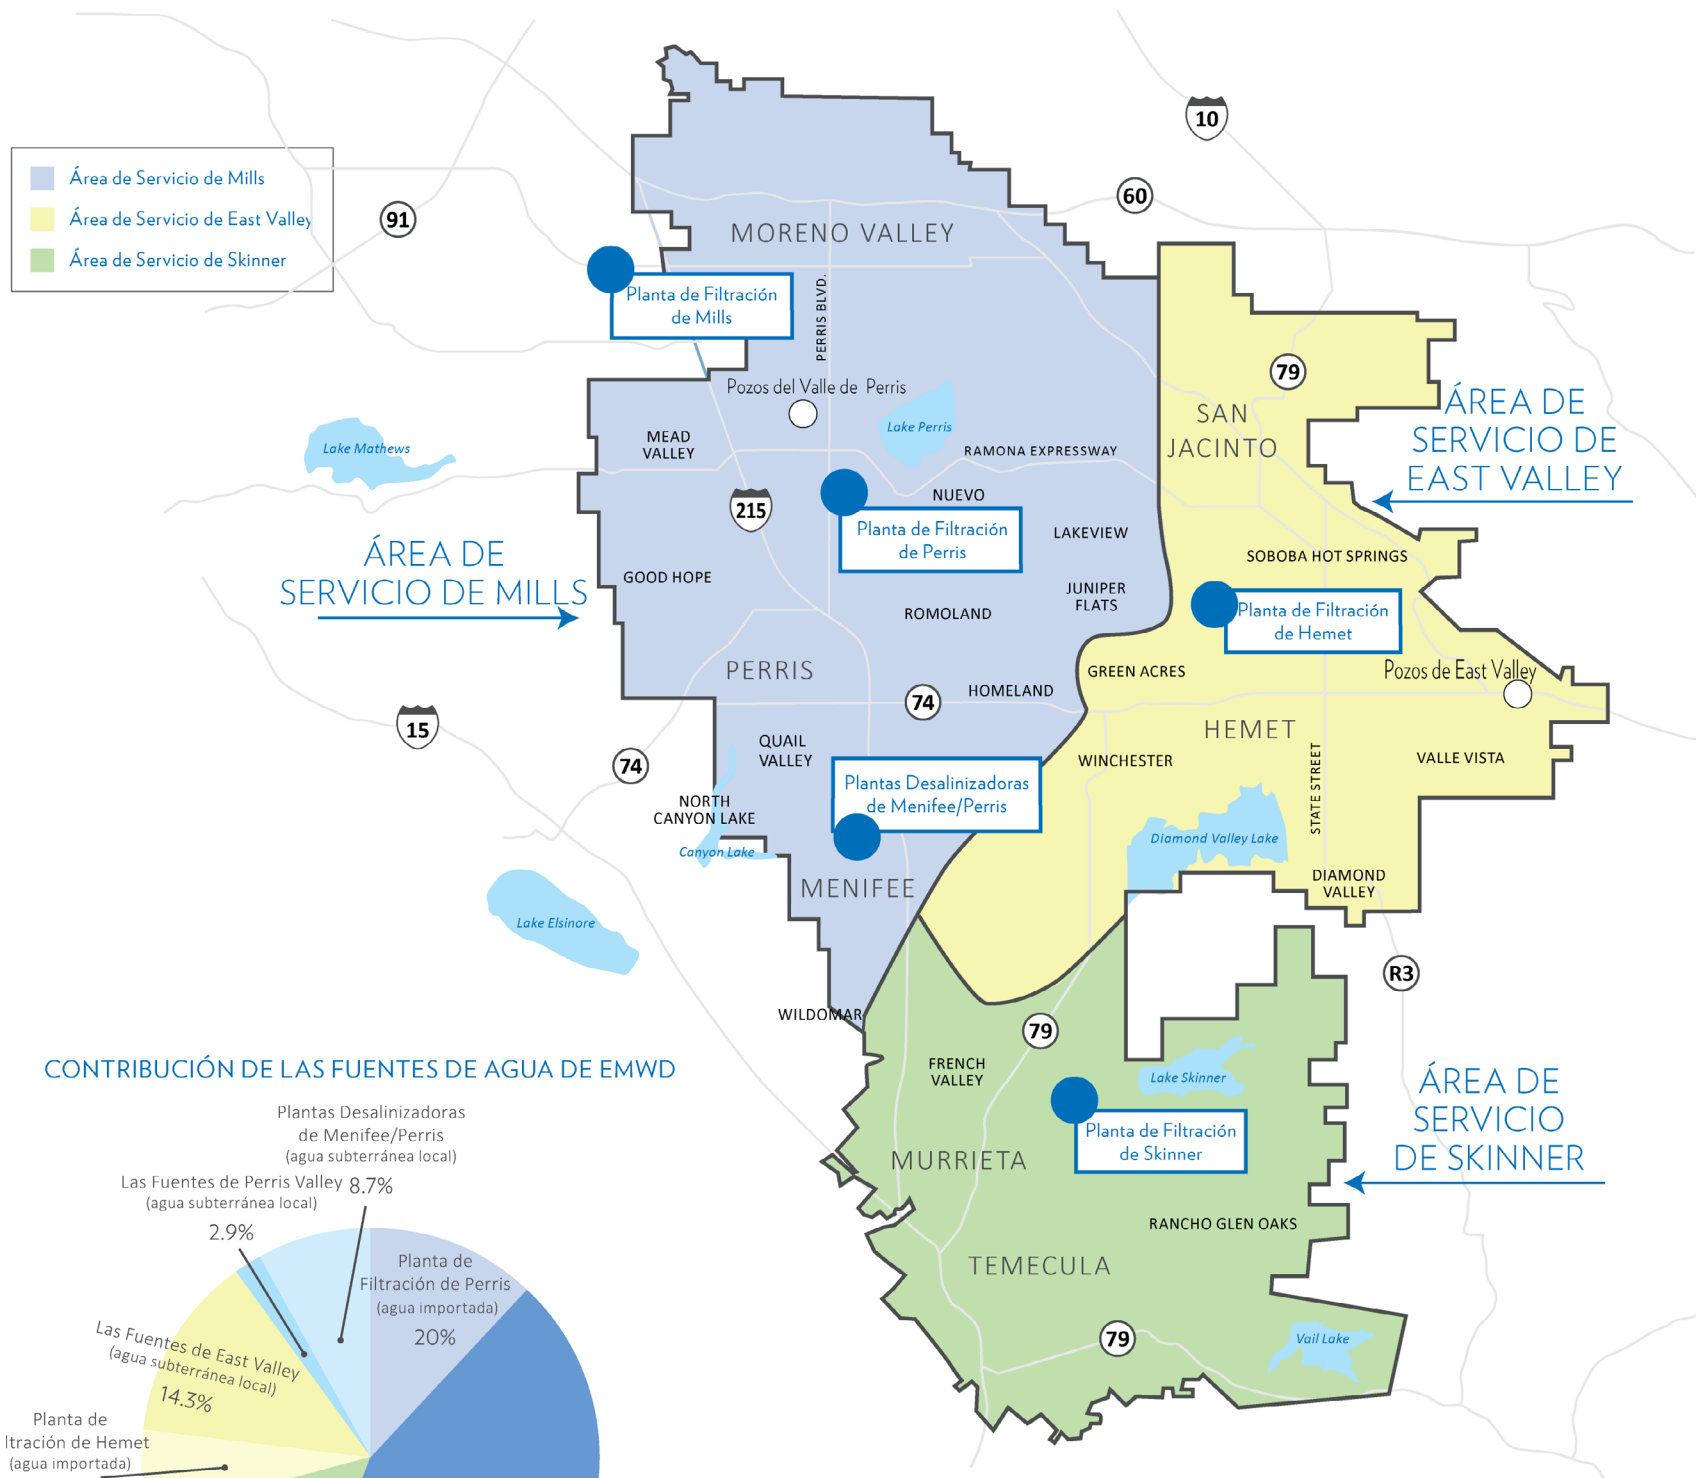 10
60
91
Área de Servicio de Mills
Área de Servicio de East Valley
Área de Servicio de Skinner
MORENO VALLEY
Planta de Filtración
de Mills
PERRIS BLVD.
79
Pozos del Valle de Perris
Lake Perris
SAN
JACINTO
ÁREA DE
SERVICIO DE
EAST VALLEY
MEAD
VALLEY
Lake Mathews
RAMONA EXPRESSWAY
215
NUEVO
Planta de Filtración
de Perris
LAKEVIEW
ÁREA DE
SERVICIO DE MILLS
SOBOBA HOT SPRINGS
GOOD HOPE
JUNIPER
FLATS
ROMOLAND
Planta de Filtración
de Hemet
PERRIS
GREEN ACRES
Pozos de East Valley
HOMELAND
74
15
HEMET
74
QUAIL
VALLEY
WINCHESTER
STATE STREET
VALLE VISTA
Plantas Desalinizadoras
de Menifee/Perris
NORTH
CANYON LAKE
Canyon Lake
Diamond Valley Lake
DIAMOND
VALLEY
MENIFEE
Lake Elsinore
R3
WILDOMAR
79
FRENCH
VALLEY
Lake Skinner
ÁREA DE
SERVICIO
DE SKINNER
Planta de Filtración
de Skinner
MURRIETA
RANCHO GLEN OAKS
TEMECULA
79
Vail Lake
CONTRIBUCIÓN DE LAS FUENTES DE AGUA DE EMWD
Plantas Desalinizadoras
de Menifee/Perris
(agua subterránea local)
8.7%
Las Fuentes de Perris Valley
(agua subterránea local)
2.9%
Planta de
Filtración de Perris
(agua importada)
20%
Las Fuentes de East Valley
(agua subterránea local)
14.3%
Planta de
ltración de Hemet
(agua importada)